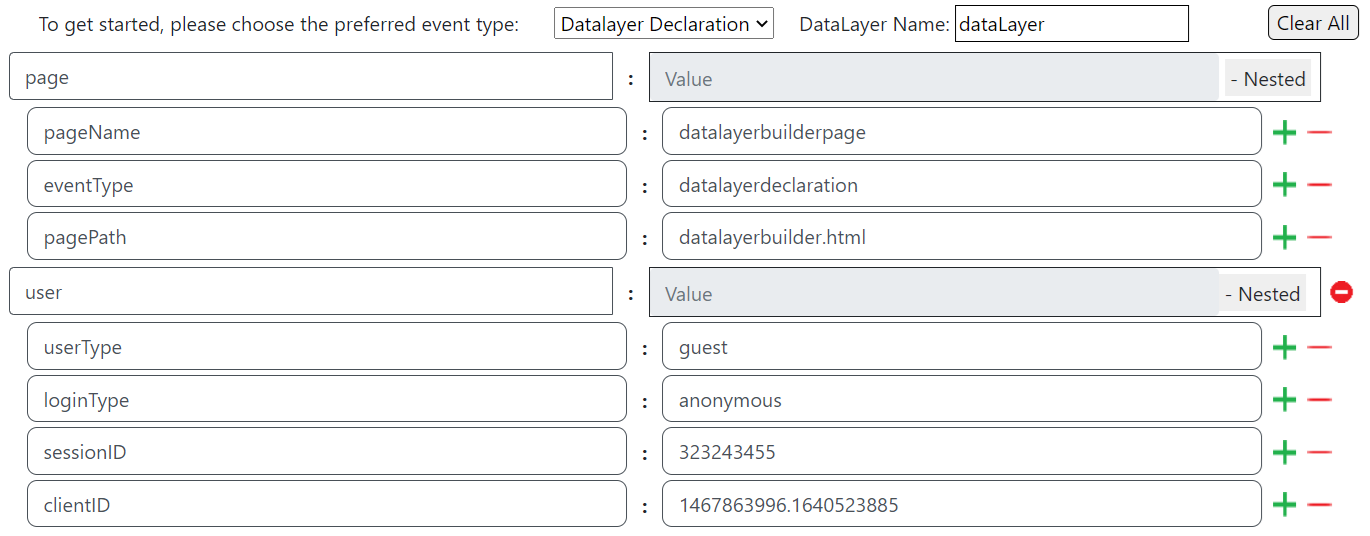 To get started, please choose the preferred event type: Datalayer Declaration DataLayer Name: dataLayer Clear All
page : Value - Nested
pageName : datalayerbuilderpage
eventType : datalayerdeclaration
pagePath : datalayerbuilder.html
user : Value - Nested
userType : guest
loginType : anonymous
sessionID : 323243455
clientID : 1467863996.1640523885